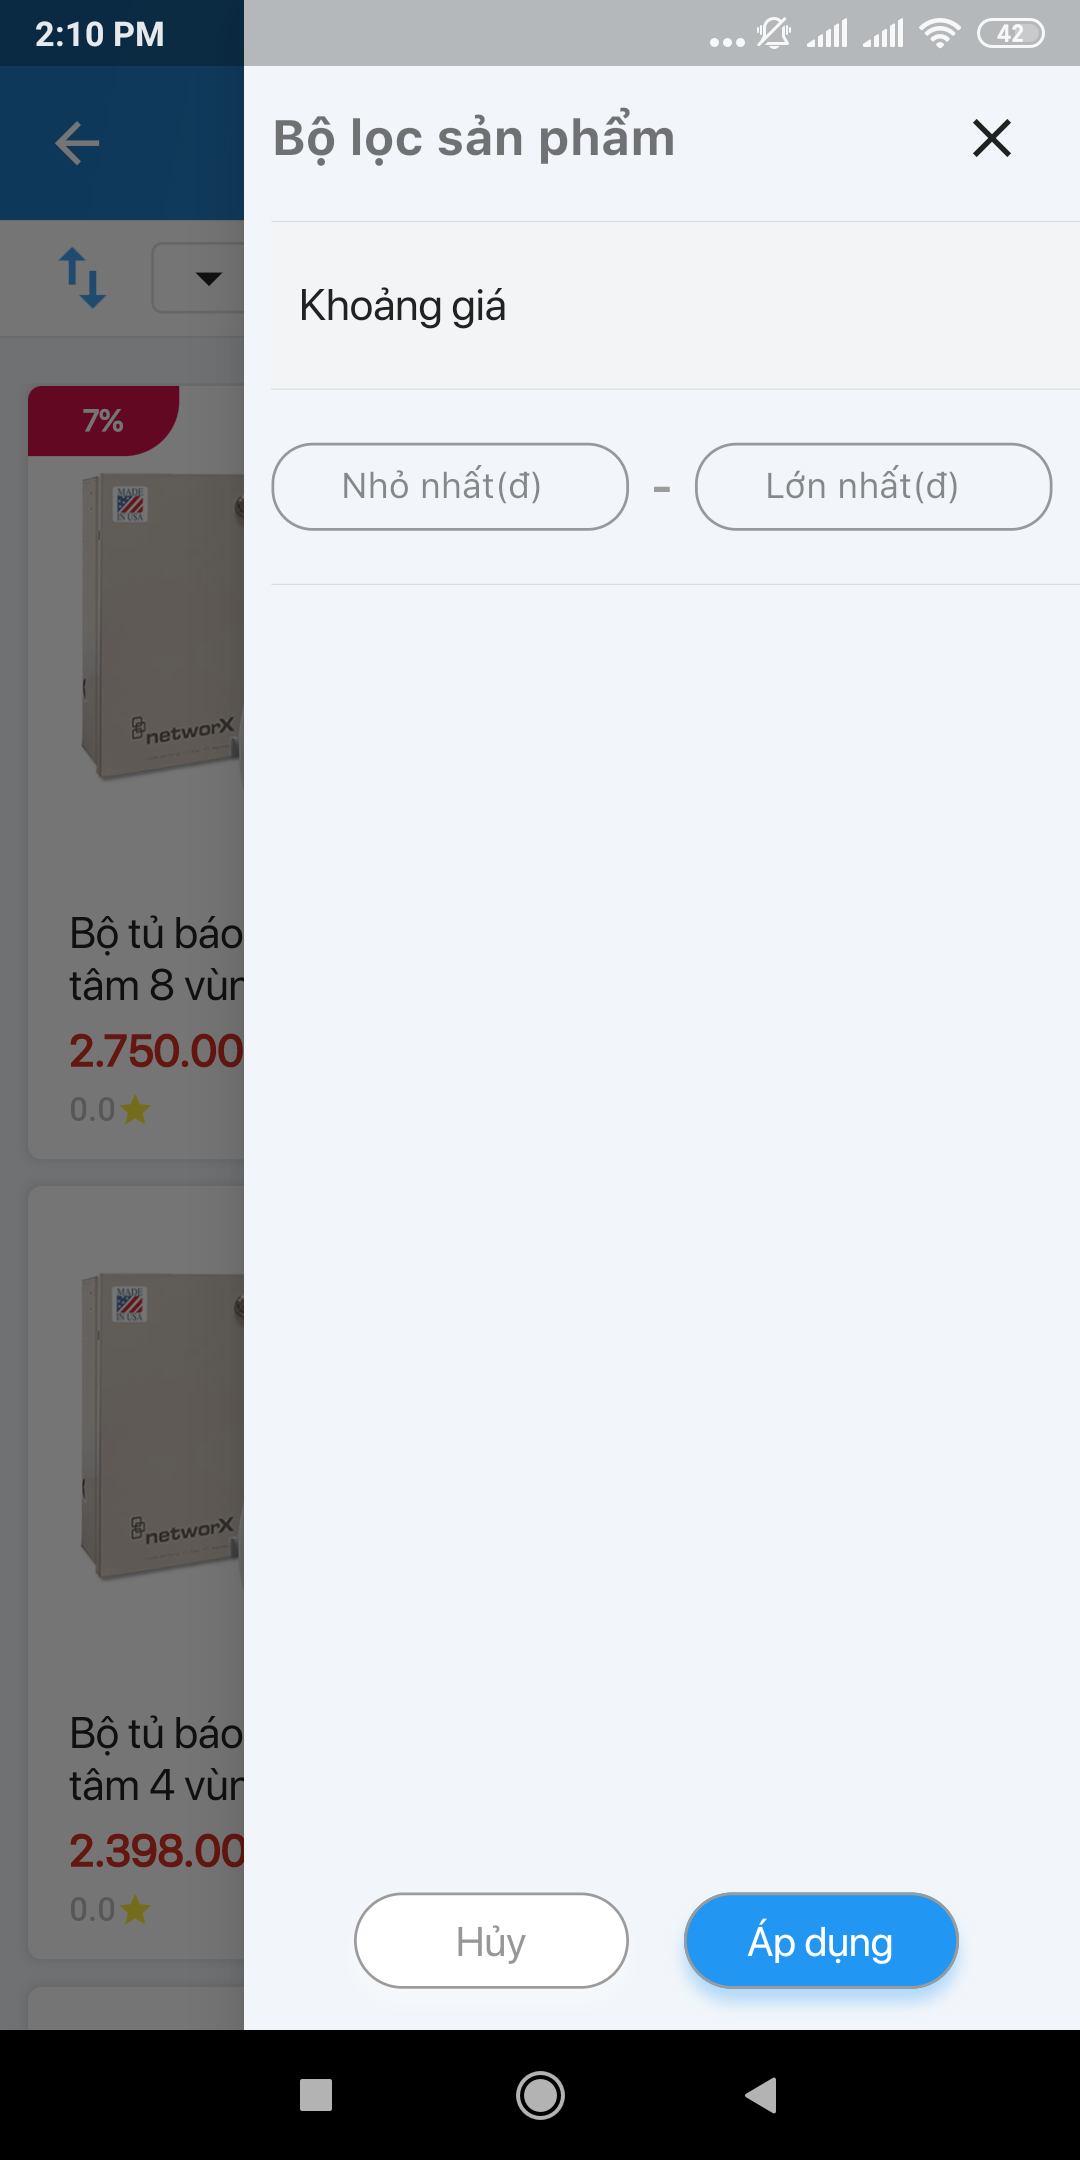 2:10 PM
42
Bộ lọc sản phẩm
Khoảng giá
Nhỏ nhất(đ) - Lớn nhất(đ)
7%
MADE
IN USA
networX
Bộ tủ báo
tâm 8 vùn
2.750.00
0.0
MADE
IN USA
networX
Bộ tủ báo
tâm 4 vùn
2.398.00
0.0
Hủy
Áp dụng